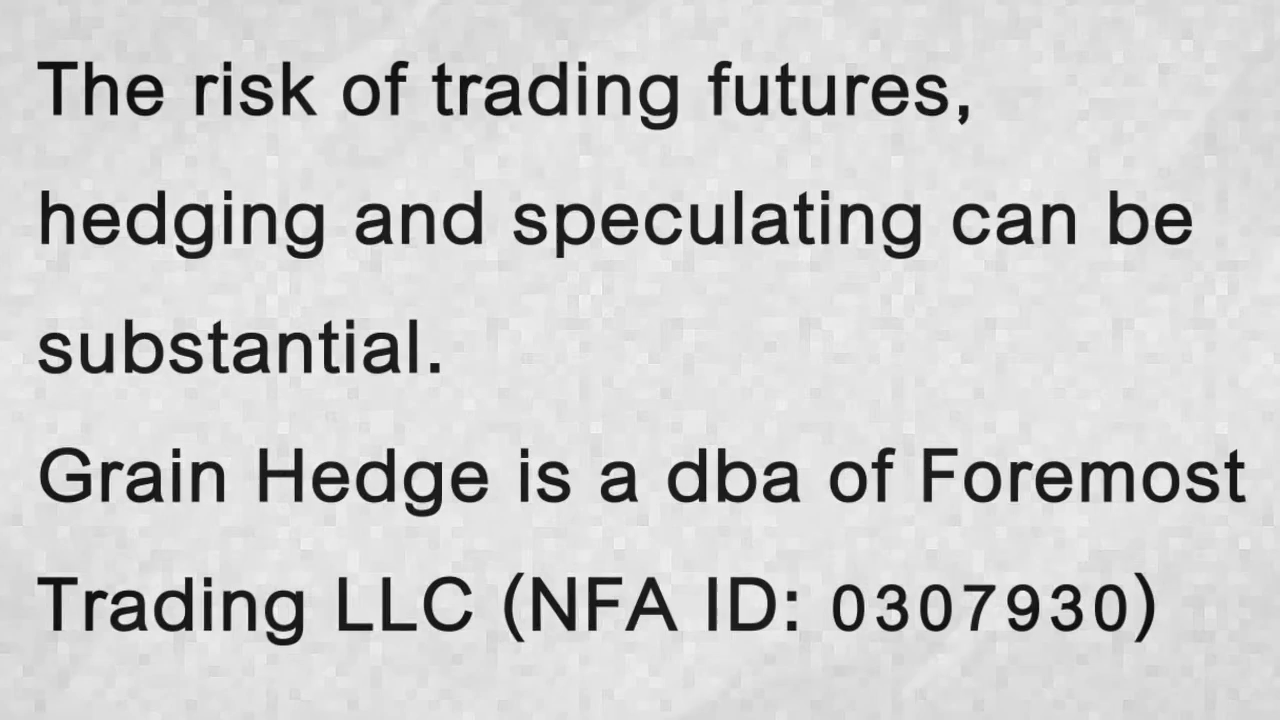 The risk of trading futures,
hedging and speculating can be
substantial.
Grain Hedge is a dba of Foremost
Trading LLC (NFA ID: 0307930)